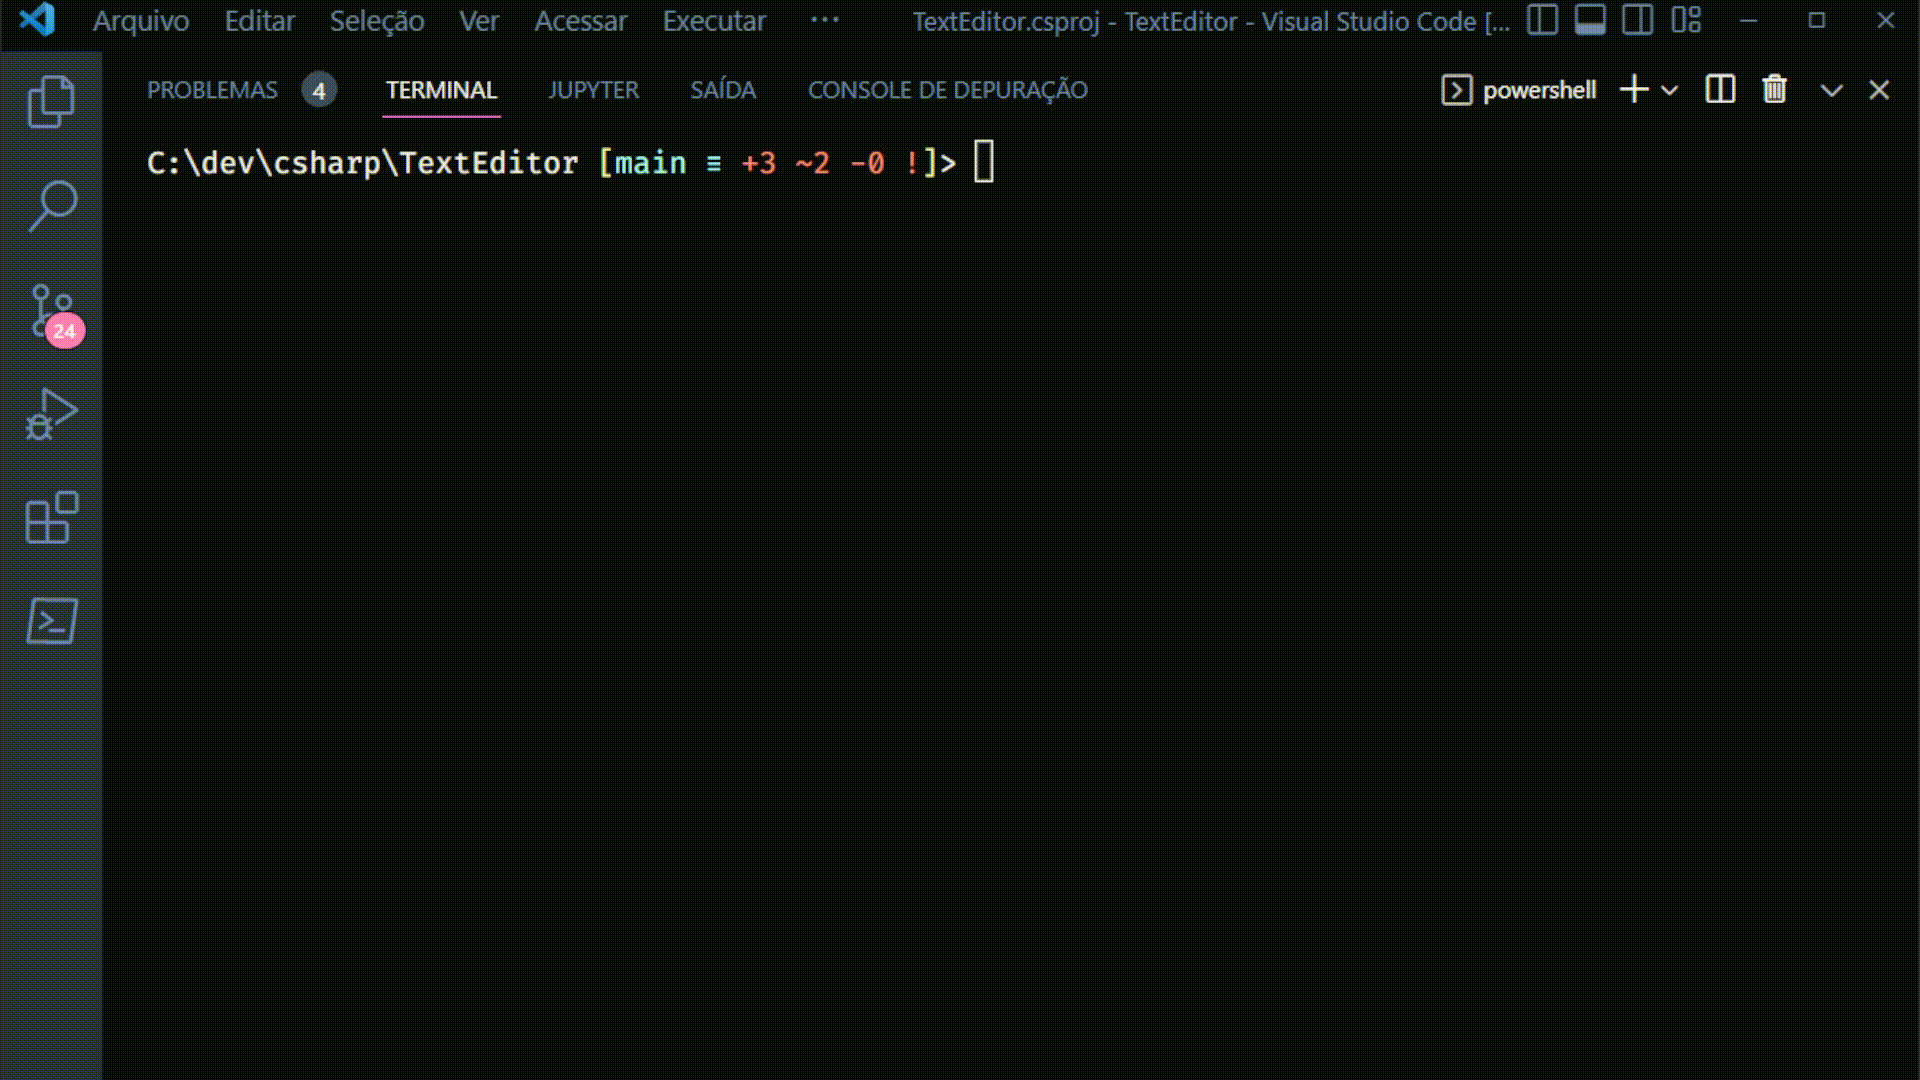 Arquivo Editar Seleção Ver Acessar Executar ··· TextEditor.csproj - TextEditor - Visual Studio Code [...
PROBLEMAS 4 TERMINAL JUPYTER SAÍDA CONSOLE DE DEPURAÇÃO powershell
C:\dev\csharp\TextEditor [main ≡ +3 ~2 -0 !]>
24